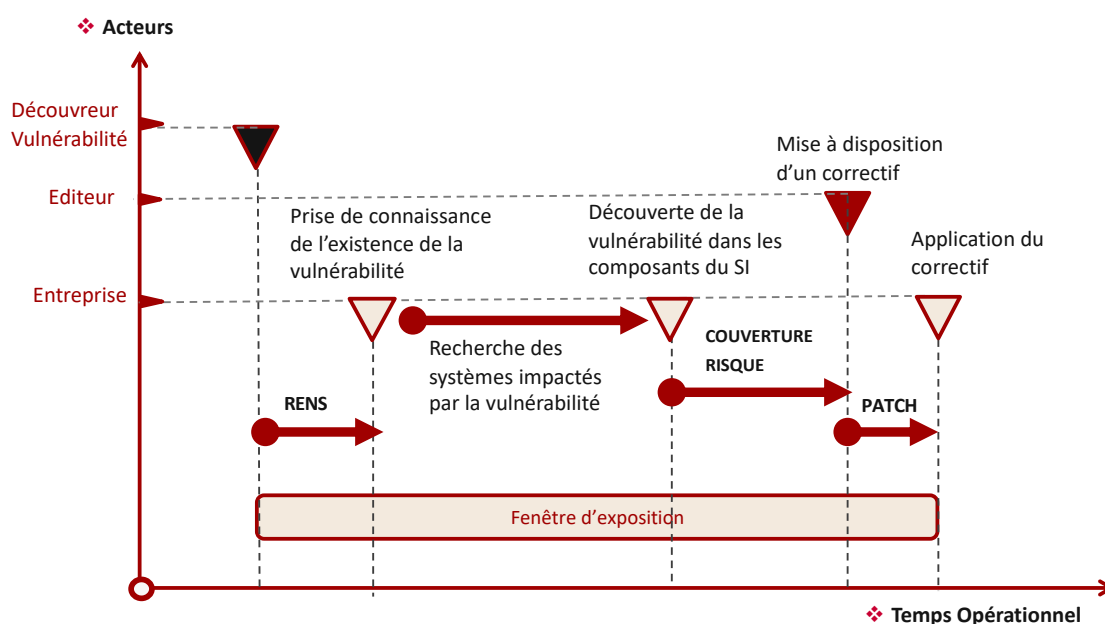 ❖ Acteurs
Découvreur
Vulnérabilité
Mise à disposition
d'un correctif
Editeur
Prise de connaissance
de l'existence de la
vulnérabilité
Découverte de la
vulnérabilité dans les
composants du SI
Application du
correctif
Entreprise
Recherche des
systèmes impactés
par la vulnérabilité
COUVERTURE
RISQUE
RENS
PATCH
Fenêtre d'exposition
❖ Temps Opérationnel